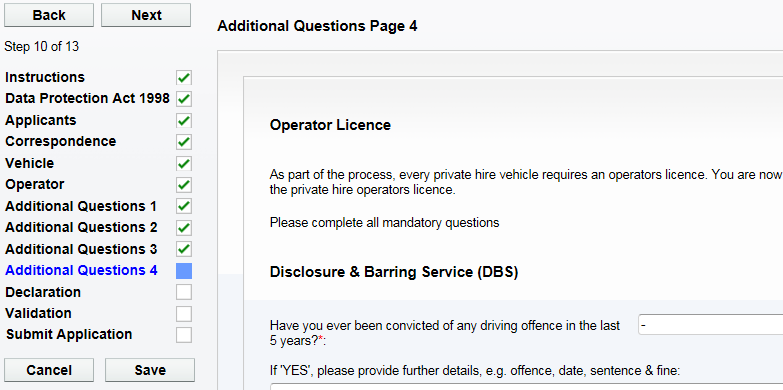 Back
Next
Step 10 of 13
Instructions
Data Protection Act 1998
Applicants
Correspondence
Vehicle
Operator
Additional Questions 1
Additional Questions 2
Additional Questions 3
Additional Questions 4
Declaration
Validation
Submit Application
Cancel
Save
Additional Questions Page 4
Operator Licence
As part of the process, every private hire vehicle requires an operators licence. You are now
the private hire operators licence.
Please complete all mandatory questions
Disclosure & Barring Service (DBS)
Have you ever been convicted of any driving offence in the last
5 years?*:
-
If 'YES', please provide further details, e.g. offence, date, sentence & fine: